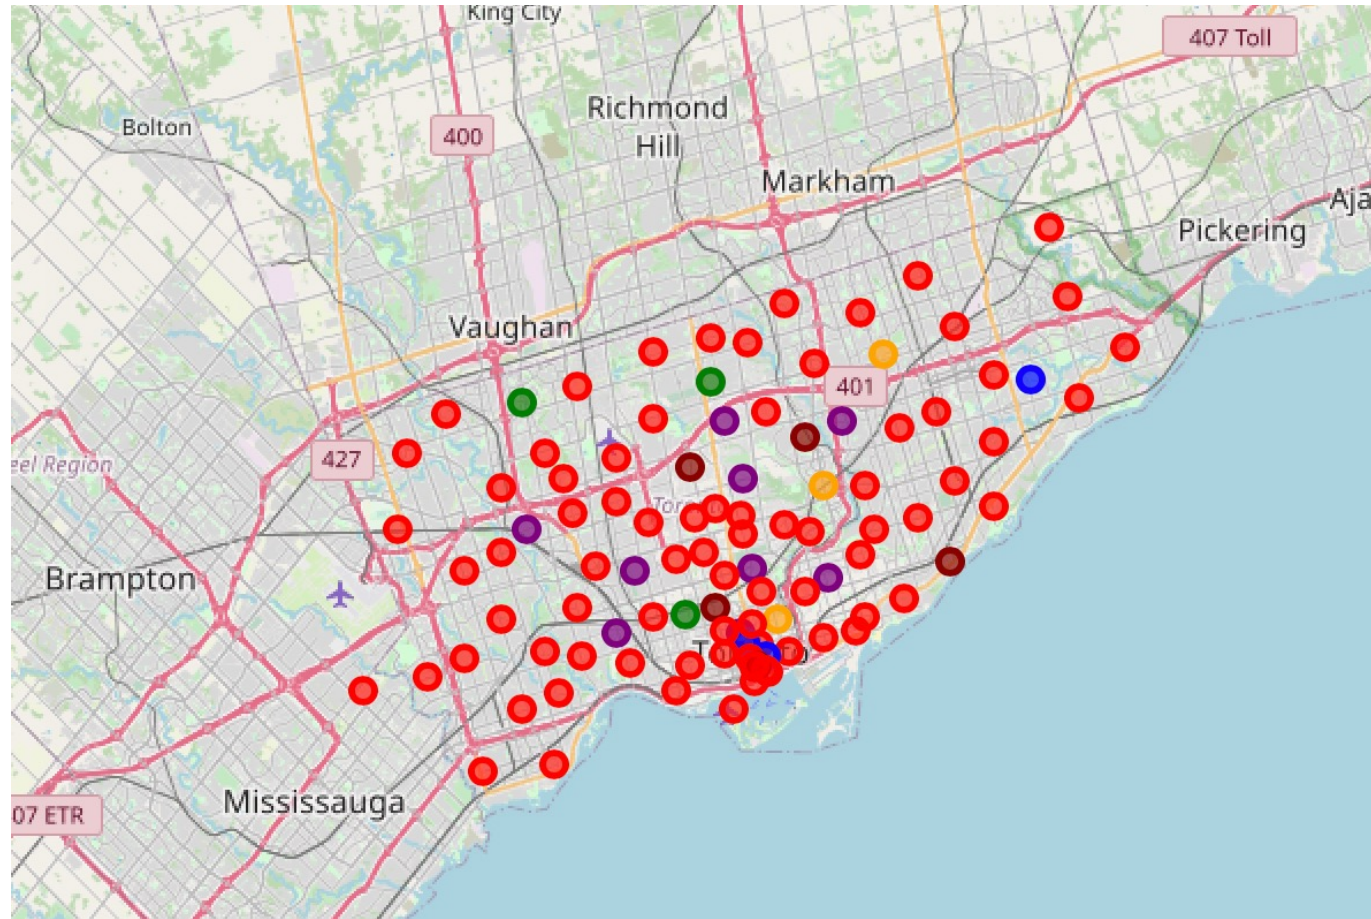 King City
407 Toll
Richmond
Hill
Bolton
400
Markham
Aja
Pickering
Vaughan
401
427
eel Region
Brampton
Mississauga
07 ETR